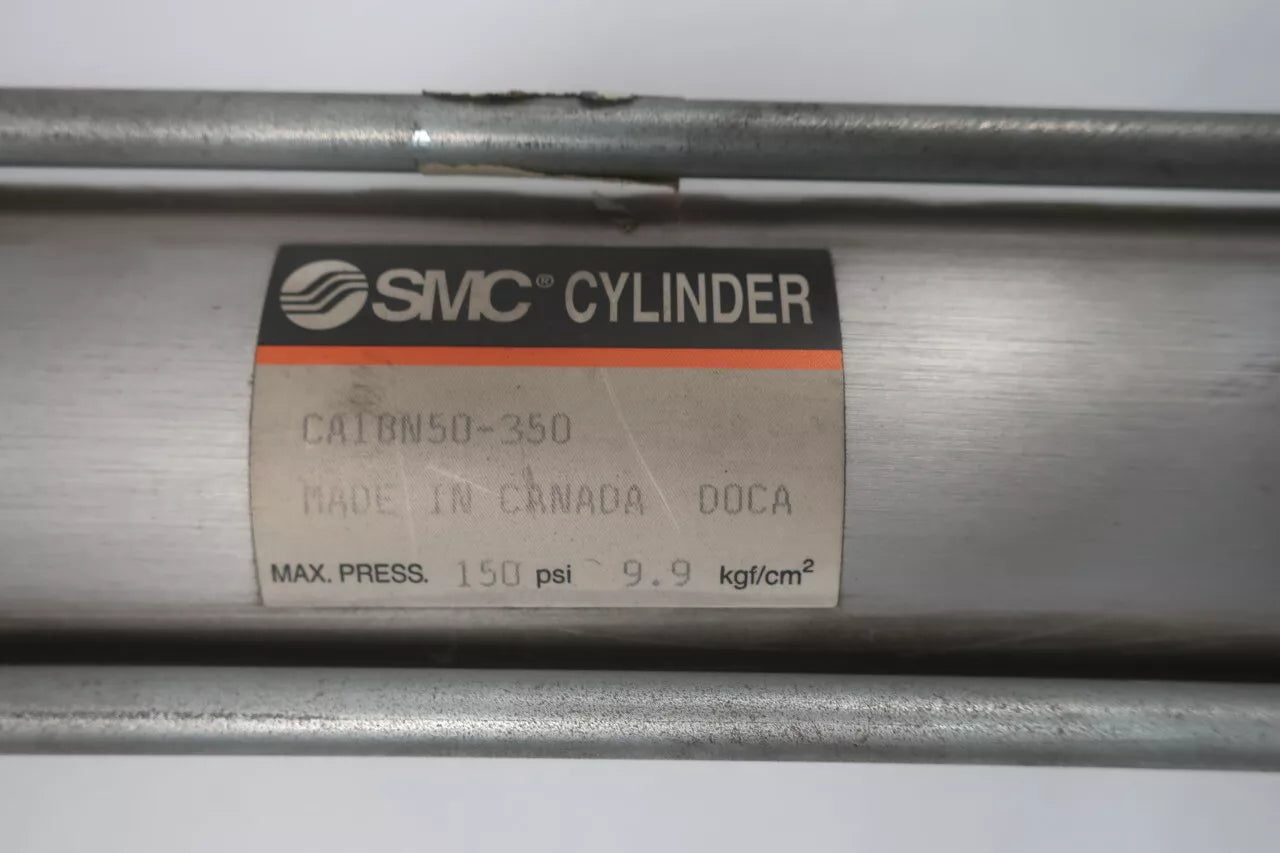 SMC® CYLINDER
CA1BN50-350
MADE IN CANADA DOCA
MAX. PRESS. 150 psi 9.9 kgf/cm²